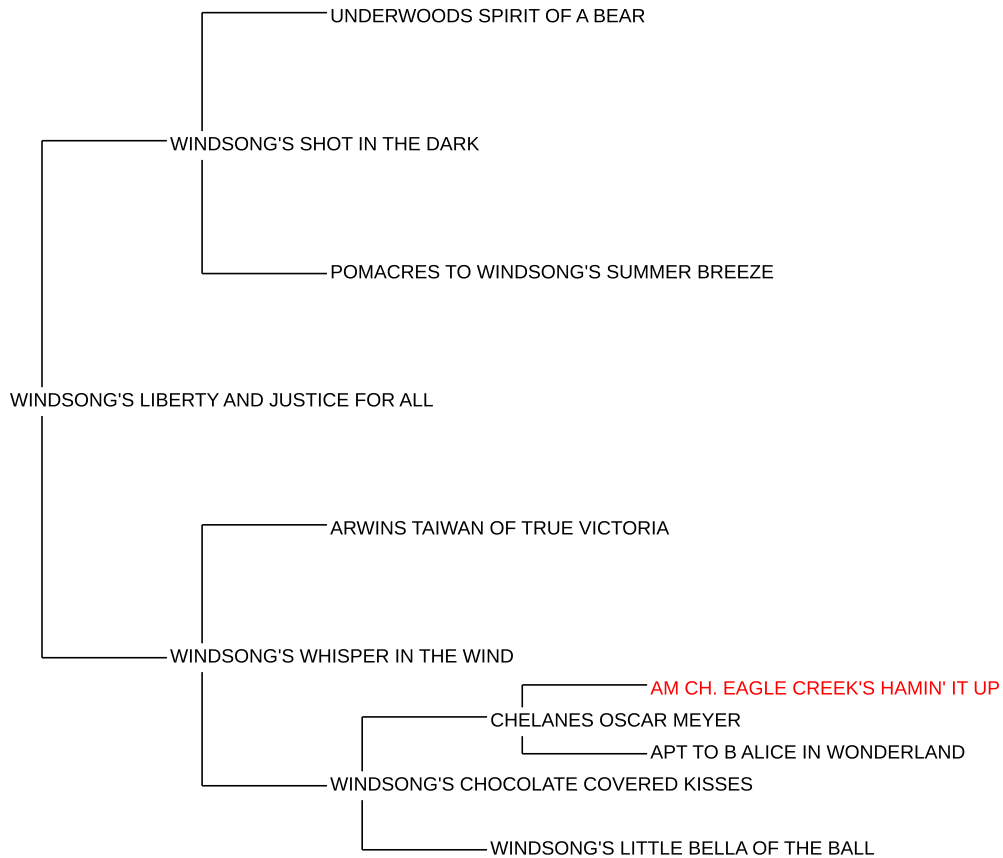 UNDERWOODS SPIRIT OF A BEAR
WINDSONG'S SHOT IN THE DARK
POMACRES TO WINDSONG'S SUMMER BREEZE
WINDSONG'S LIBERTY AND JUSTICE FOR ALL
ARWINS TAIWAN OF TRUE VICTORIA
WINDSONG'S WHISPER IN THE WIND
AM CH. EAGLE CREEK'S HAMIN' IT UP
CHELANES OSCAR MEYER
APT TO B ALICE IN WONDERLAND
WINDSONG'S CHOCOLATE COVERED KISSES
WINDSONG'S LITTLE BELLA OF THE BALL